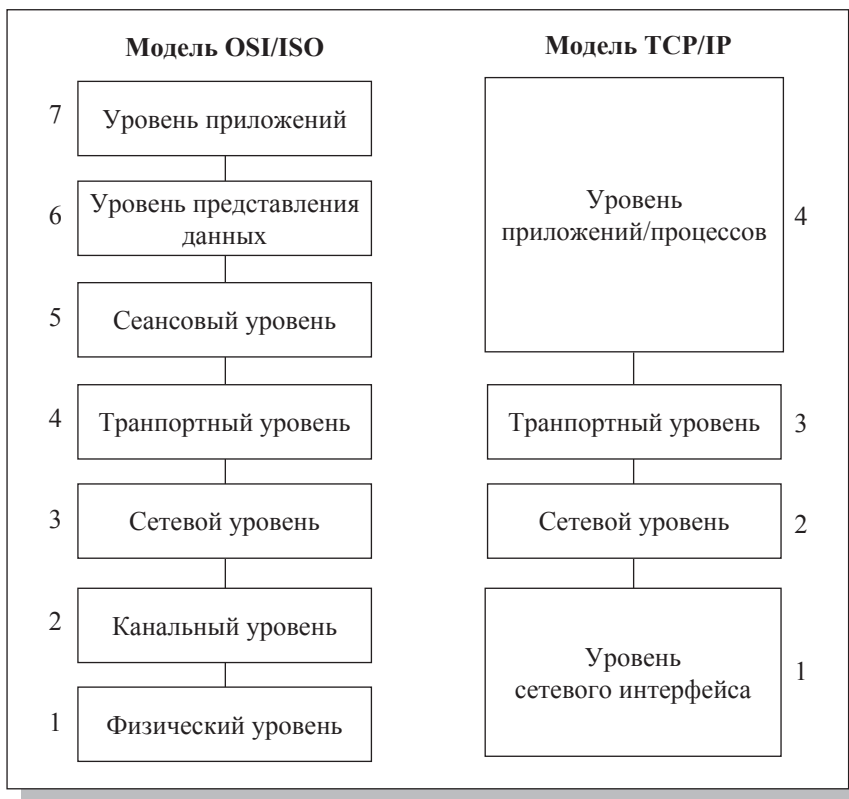 Модель OSI/ISO
7
Уровень приложений
6
Уровень представления
данных
5
Сеансовый уровень
4
Транпортный уровень
3
Сетевой уровень
2
Канальный уровень
1
Физический уровень
Модель TCP/IP
Уровень
приложений/процессов
4
Транпортный уровень
3
Сетевой уровень
2
Уровень
сетевого интерфейса
1